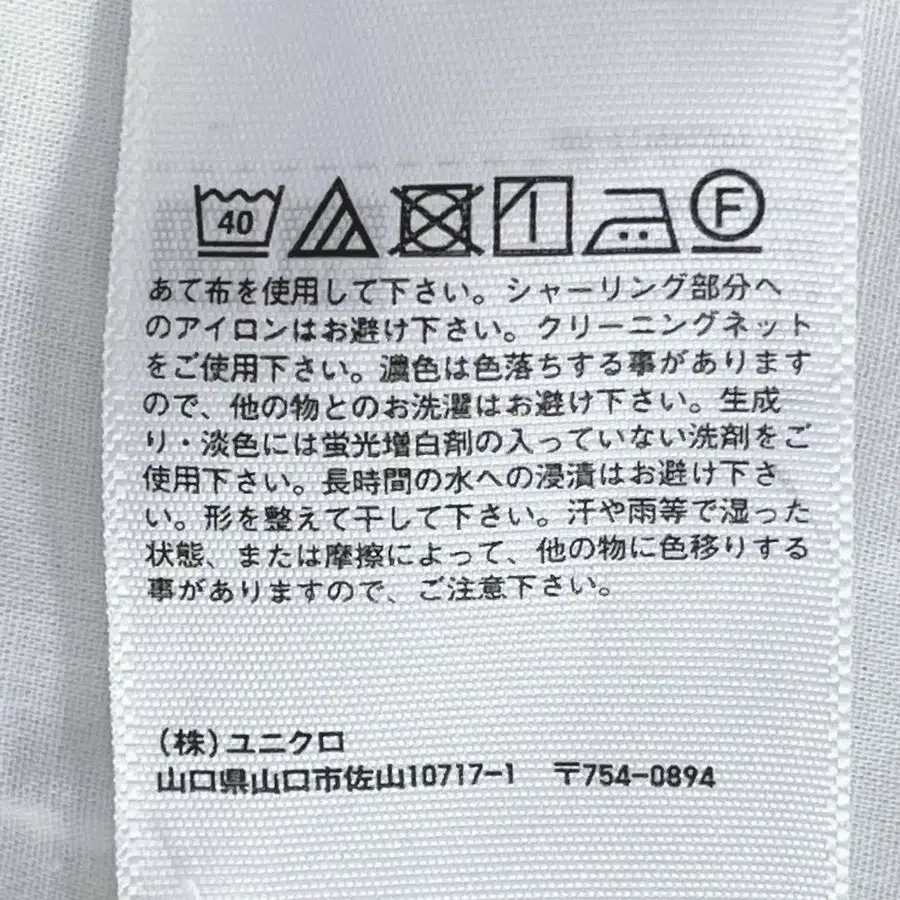 40 F
あて布を使用して下さい。シャーリング部分へ
のアイロンはお避け下さい。クリーニングネット
をご使用下さい。濃色は色落ちする事があります
ので、他の物とのお洗濯はお避け下さい。生成
り・淡色には蛍光増白剤の入っていない洗剤をご
使用下さい。長時間の水への浸漬はお避け下さ
い。形を整えて干して下さい。汗や雨等で湿った
状態、または摩擦によって、他の物に色移りする
事がありますので、ご注意下さい。
(株)ユニクロ
山口県山口市佐山10717-1 〒754-0894